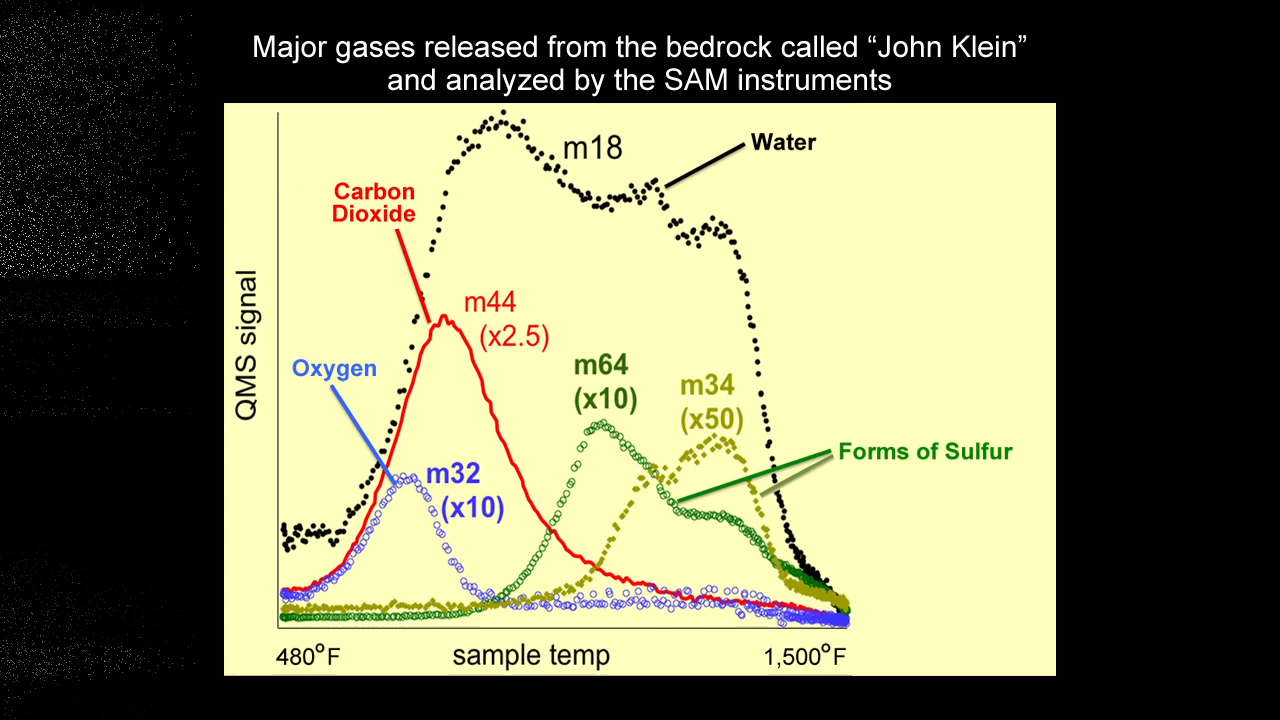 Major gases released from the bedrock called “John Klein”
and analyzed by the SAM instruments
m18
Water
Carbon
Dioxide
m44
(x2.5)
QMS signal
Oxygen
m64
(x10)
m34
(x50)
Forms of Sulfur
m32
(x10)
480°F
sample temp
1,500°F